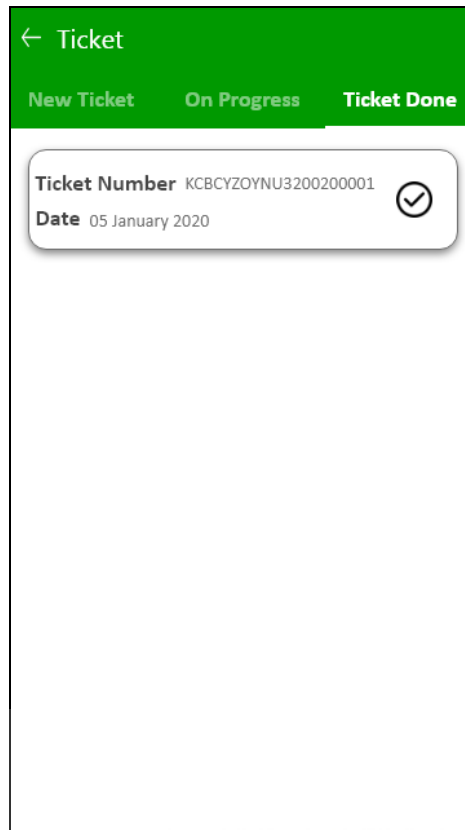 Ticket
New Ticket On Progress Ticket Done
Ticket Number KCBCYZOYNU3200200001
Date 05 January 2020